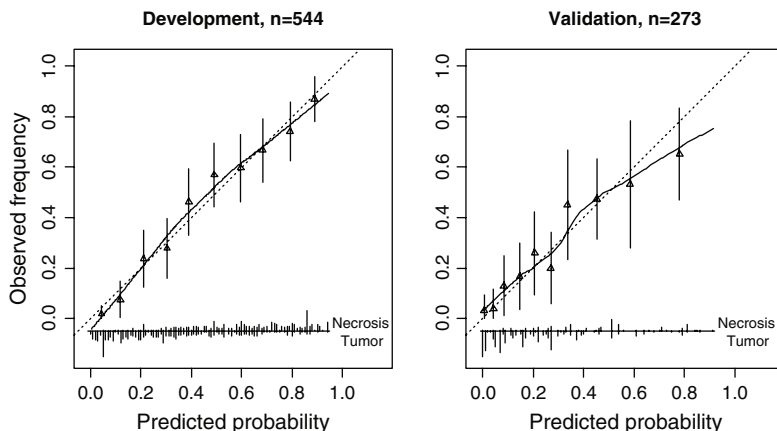 Development, n=544
Validation, n=273
Observed frequency
1.0
0.8
0.6
0.4
0.2
0.0
Necrosis
Tumor
0.0 0.2 0.4 0.6 0.8 1.0
Predicted probability
1.0
0.8
0.6
0.4
0.2
0.0
Necrosis
Tumor
0.0 0.2 0.4 0.6 0.8 1.0
Predicted probability